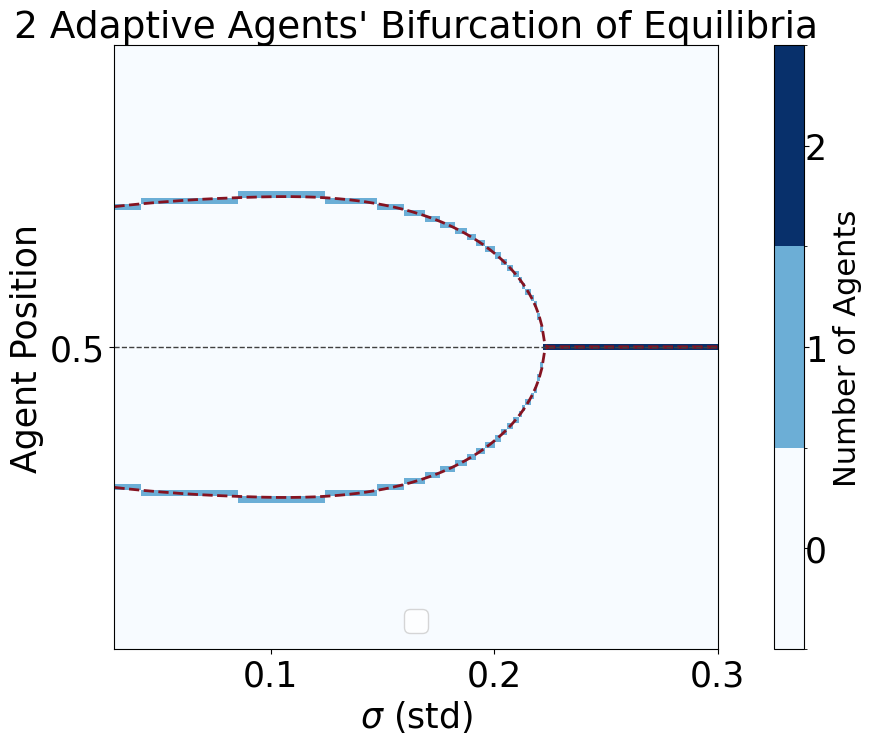 2 Adaptive Agents' Bifurcation of Equilibria
Agent Position
0.5
0.1
0.2
0.3
σ (std)
2
1
0
Number of Agents